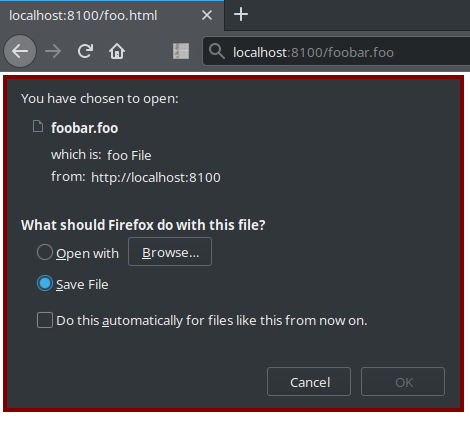 localhost:8100/foo.html
localhost:8100/foobar.foo
You have chosen to open:
foobar.foo
which is: foo File
from: http://localhost:8100
What should Firefox do with this file?
Open with Browse...
Save File
Do this automatically for files like this from now on.
Cancel OK